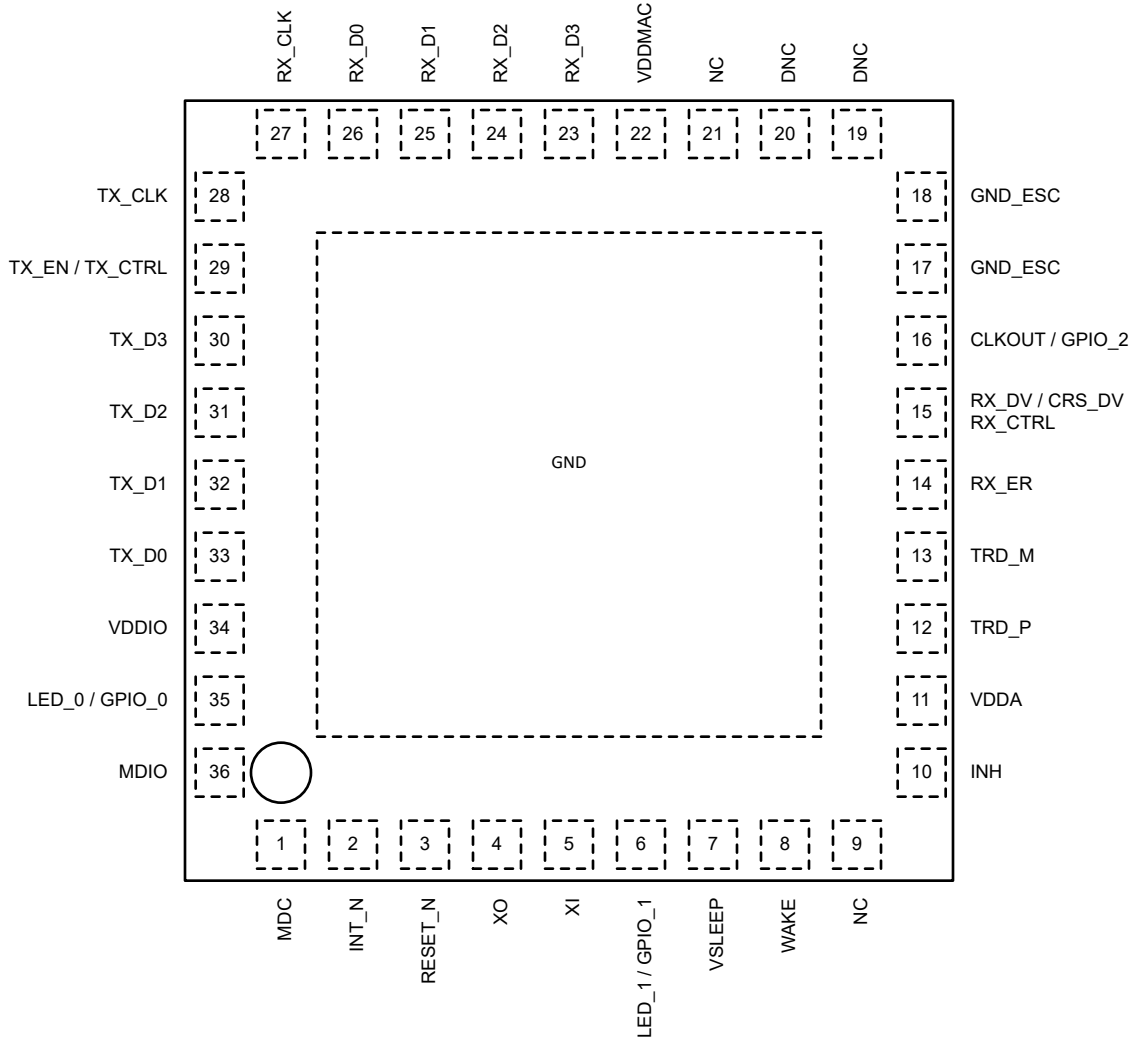 RX_CLK
RX_D0
RX_D1
RX_D2
RX_D3
VDDMAC
NC
DNC
DNC
27
26
25
24
23
22
21
20
19
TX_CLK
28
18
GND_ESC
TX_EN / TX_CTRL
29
17
GND_ESC
TX_D3
30
16
CLKOUT / GPIO_2
TX_D2
31
15
RX_DV / CRS_DV
RX_CTRL
GND
TX_D1
32
14
RX_ER
TX_D0
33
13
TRD_M
VDDIO
34
12
TRD_P
LED_0 / GPIO_0
35
11
VDDA
MDIO
36
10
INH
1
2
3
4
5
6
7
8
9
MDC
INT_N
RESET_N
XO
XI
LED_1 / GPIO_1
VSLEEP
WAKE
NC